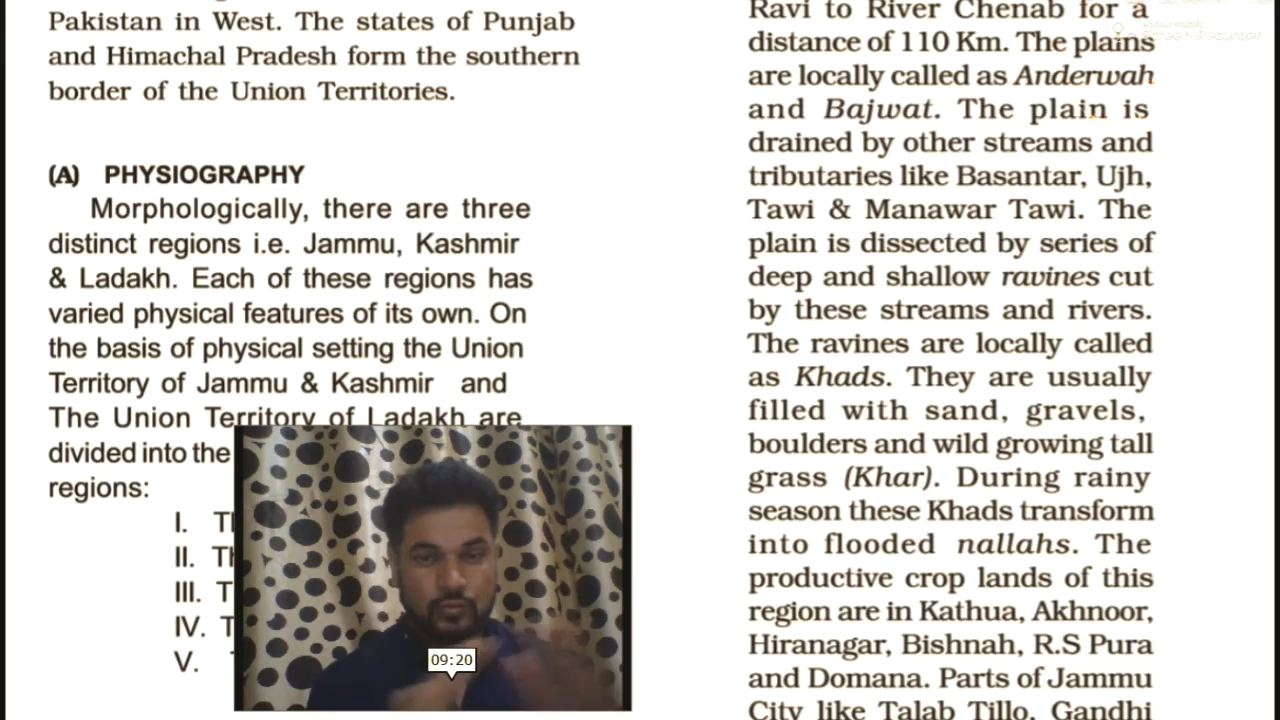 Pakistan in West. The states of Punjab
and Himachal Pradesh form the southern
border of the Union Territories.
(A) PHYSIOGRAPHY
Morphologically, there are three
distinct regions i.e. Jammu, Kashmir
& Ladakh. Each of these regions has
varied physical features of its own. On
the basis of physical setting the Union
Territory of Jammu & Kashmir and
The Union Territory of Ladakh are
divided into the
regions:
I.
II.
III.
IV.
V.
09:20
Ravi to River Chenab for a
distance of 110 Km. The plains
are locally called as Anderwah
and Bajwat. The plain is
drained by other streams and
tributaries like Basantar, Ujh,
Tawi & Manawar Tawi. The
plain is dissected by series of
deep and shallow ravines cut
by these streams and rivers.
The ravines are locally called
as Khads. They are usually
filled with sand, gravels,
boulders and wild growing tall
grass (Khar). During rainy
season these Khads transform
into flooded nallahs. The
productive crop lands of this
region are in Kathua, Akhnoor,
Hiranagar, Bishnah, R.S Pura
and Domana. Parts of Jammu
City like Talab Tillo, Gandhi
Screen Recorder